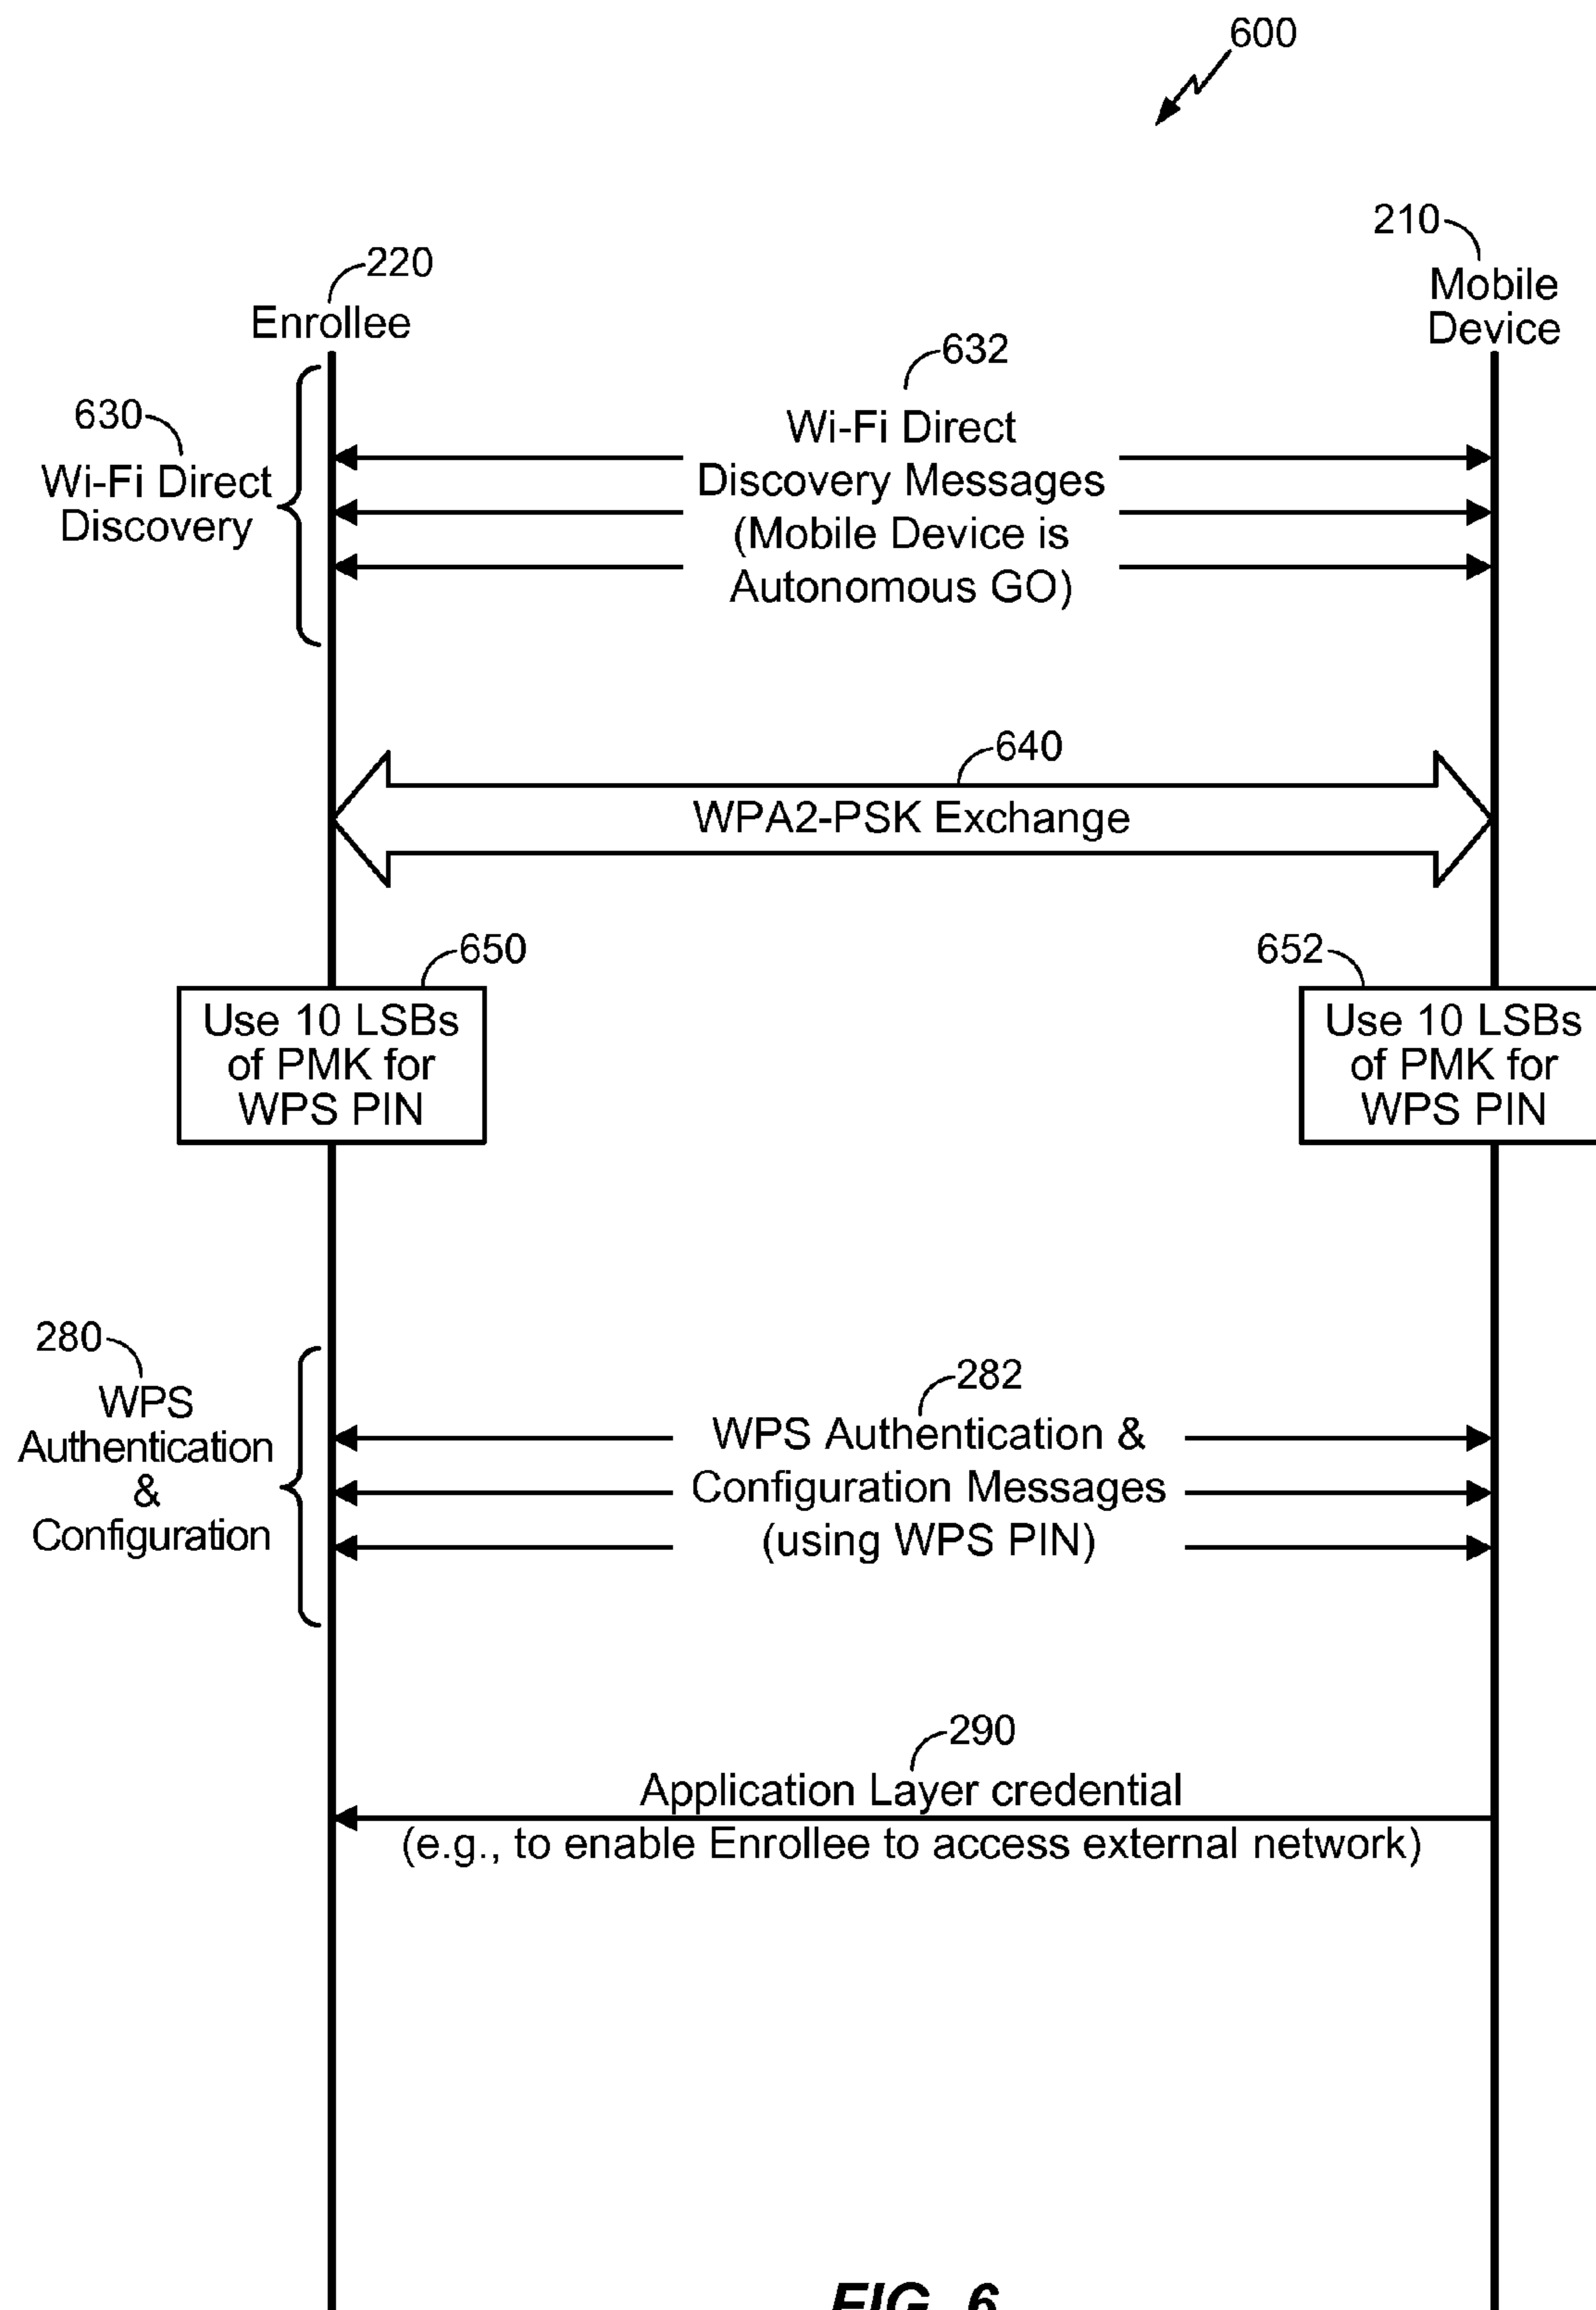 600
210
Mobile
Device
220
Enrollee
632
630
Wi-Fi Direct
Discovery
Wi-Fi Direct
Discovery Messages
(Mobile Device is
Autonomous GO)
640
WPA2-PSK Exchange
650
Use 10 LSBs
of PMK for
WPS PIN
652
Use 10 LSBs
of PMK for
WPS PIN
280
WPS
Authentication
&
Configuration
282
WPS Authentication &
Configuration Messages
(using WPS PIN)
290
Application Layer credential
(e.g., to enable Enrollee to access external network)
FIG. 6